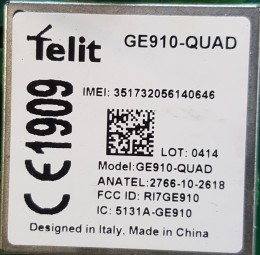 Telit
GE910-QUAD
IMEI: 351732056140646
CE1909
LOT: 0414
Model:GE910-QUAD
ANATEL:2766-10-2618
FCC ID: RI7GE910
IC: 5131A-GE910
Designed in Italy. Made in China